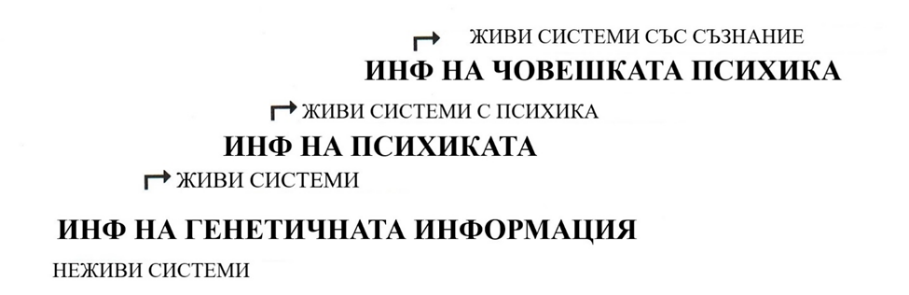 ЖИВИ СИСТЕМИ СЪС СЪЗНАНИЕ
ИНФ НА ЧОВЕШКАТА ПСИХИКА
ЖИВИ СИСТЕМИ С ПСИХИКА
ИНФ НА ПСИХИКАТА
ЖИВИ СИСТЕМИ
ИНФ НА ГЕНЕТИЧНАТА ИНФОРМАЦИЯ
НЕЖИВИ СИСТЕМИ